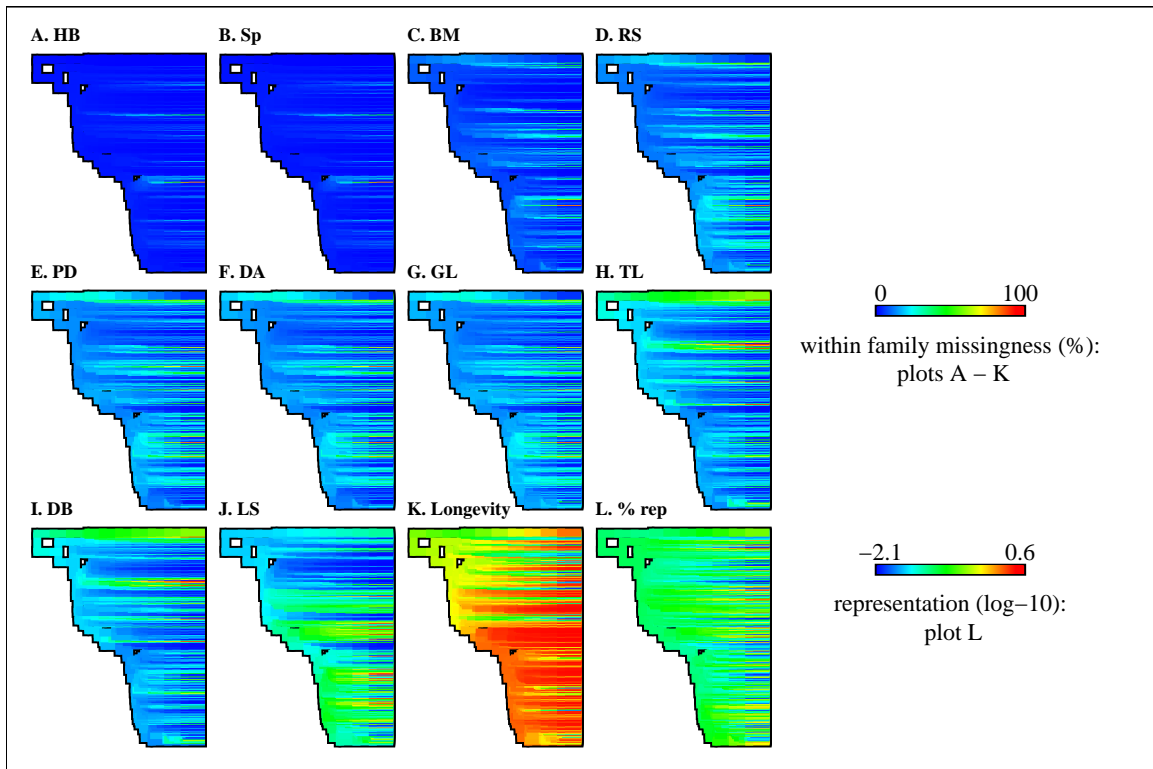 A. HB
B. Sp
C. BM
D. RS
E. PD
F. DA
G. GL
H. TL
I. DB
J. LS
K. Longevity
L. % rep
0 100
within family missingness (%):
plots A − K
−2.1 0.6
representation (log−10):
plot L